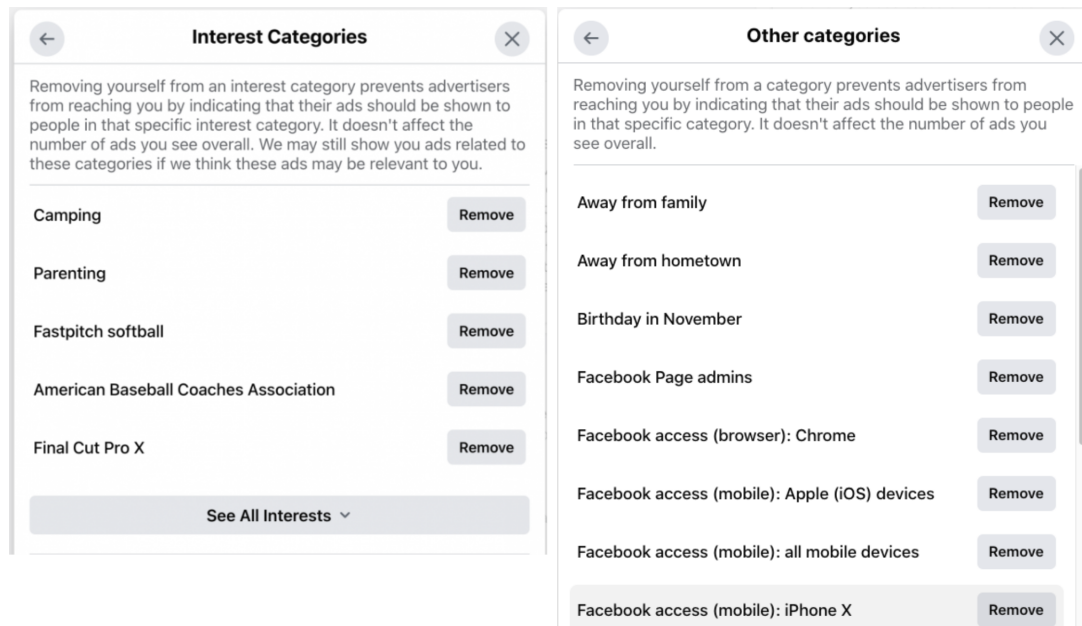 Interest Categories
Removing yourself from an interest category prevents advertisers
from reaching you by indicating that their ads should be shown to
people in that specific interest category. It doesn't affect the
number of ads you see overall. We may still show you ads related to
these categories if we think these ads may be relevant to you.
Camping
Remove
Parenting
Remove
Fastpitch softball
Remove
American Baseball Coaches Association
Remove
Final Cut Pro X
Remove
See All Interests
Other categories
Removing yourself from a category prevents advertisers from
reaching you by indicating that their ads should be shown to people
in that specific category. It doesn't affect the number of ads you
see overall.
Away from family
Remove
Away from hometown
Remove
Birthday in November
Remove
Facebook Page admins
Remove
Facebook access (browser): Chrome
Remove
Facebook access (mobile): Apple (iOS) devices
Remove
Facebook access (mobile): all mobile devices
Remove
Facebook access (mobile): iPhone X
Remove